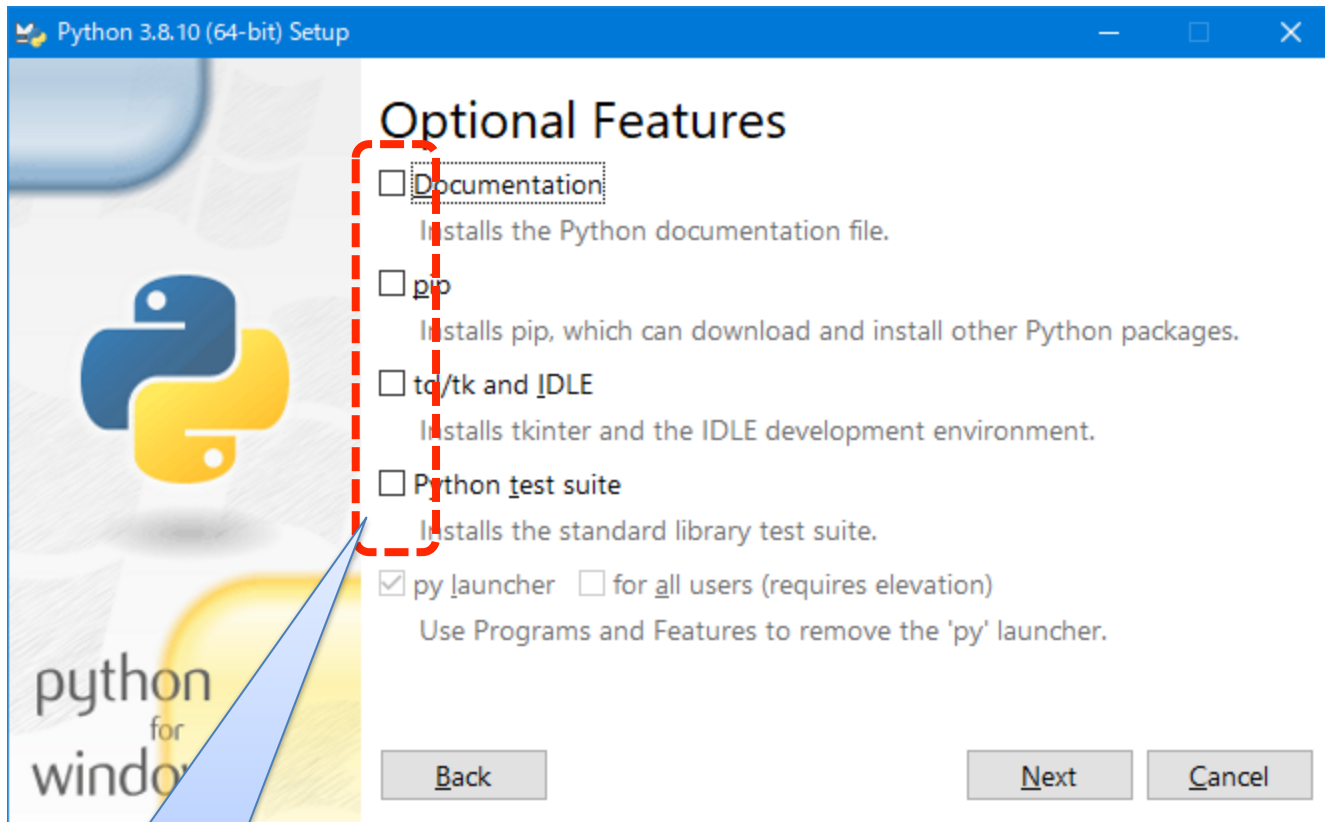 Python 3.8.10 (64-bit) Setup
Optional Features
Documentation
Installs the Python documentation file.
pip
Installs pip, which can download and install other Python packages.
tcl/tk and IDLE
Installs tkinter and the IDLE development environment.
Python test suite
Installs the standard library test suite.
py launcher for all users (requires elevation)
Use Programs and Features to remove the 'py' launcher.
python
for
windo
Back Next Cancel